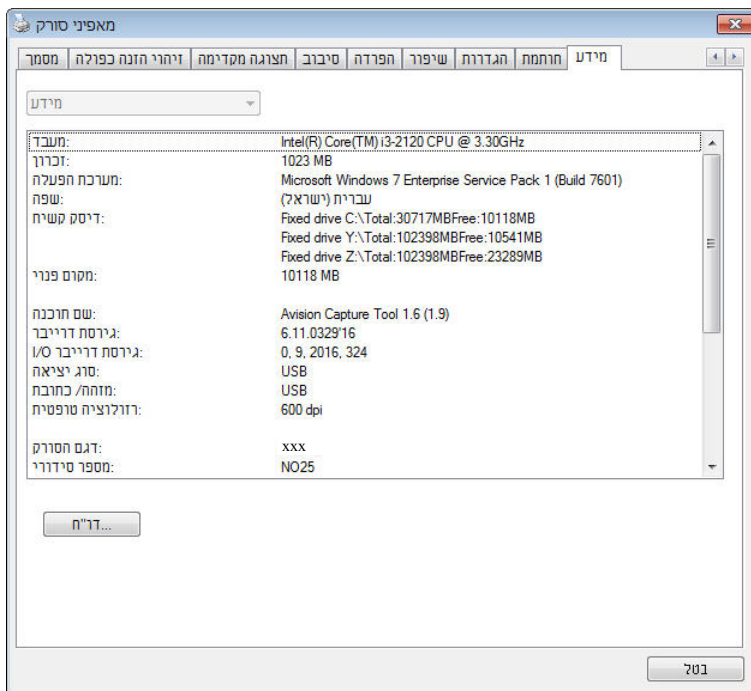 מאפיני סורק
מסמך זיהוי הזנה כפולה תצוגה מקדימה סיבוב הפרדה שיפור הגדרות חותמת מידע
מידע
מעבד: Intel(R) Core(TM) i3-2120 CPU @ 3.30GHz
זכרון: 1023 MB
מערכת הפעלה: Microsoft Windows 7 Enterprise Service Pack 1 (Build 7601)
שפה: עברית (ישראל)
דיסק קשיח: Fixed drive C:\Total:30717MBFree:10118MB
Fixed drive Y:\Total:102398MBFree:10541MB
Fixed drive Z:\Total:102398MBFree:23289MB
מקום פנוי: 10118 MB
שם תוכנה: Avision Capture Tool 1.6 (1.9)
גירסת דרייבר: 6.11.0329'16
גירסת דרייבר I/O: 0, 9, 2016, 324
סוג יציאה: USB
מזהה/ כתובת: USB
רזולוציה טופטית: 600 dpi
דגם הסורק: xxx
מספר סידורי: NO25
דו"ח...
בטל